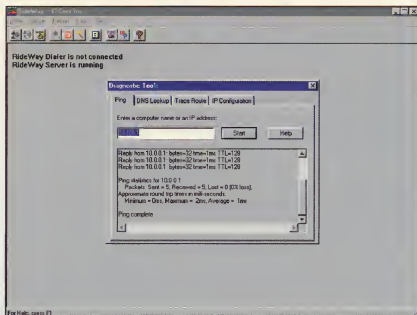 RideWay Dialer is not connected
RideWay Server is running
Diagnostic Tools
Ping DNS Lookup Trace Route IP Configuration
Enter a computer name or an IP address:
Start Help
Reply from 10.0.0.1: bytes=32 time=1ms TTL=128
Reply from 10.0.0.1: bytes=32 time=1ms TTL=128
Reply from 10.0.0.1: bytes=32 time=1ms TTL=128
Ping statistics for 10.0.0.1
Packets: Sent = 5, Received = 5, Lost = 0 (0% loss),
Approximate round trip times in milli-seconds:
Minimum = 0ms, Maximum = 2ms, Average = 1ms
Ping complete
For Help, press F1